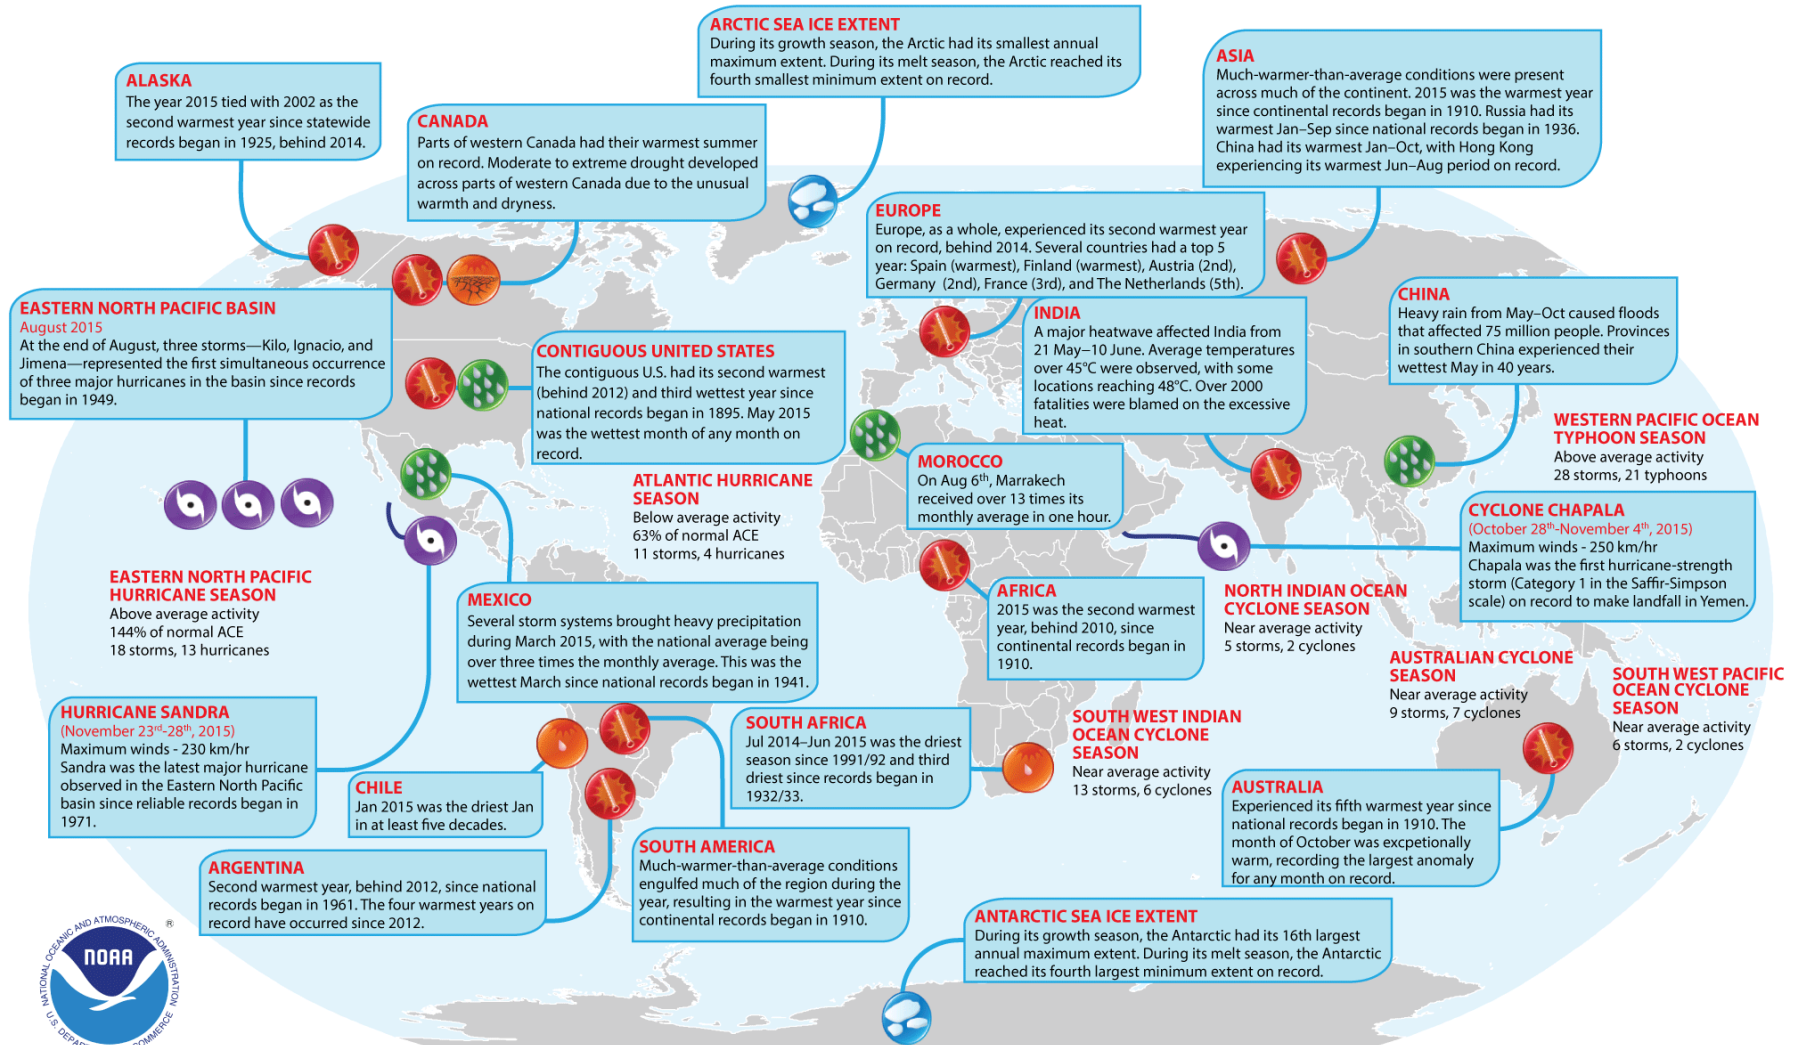 ARCTIC SEA ICE EXTENT
During its growth season, the Arctic had its smallest annual
maximum extent. During its melt season, the Arctic reached its
fourth smallest minimum extent on record.
ASIA
Much-warmer-than-average conditions were present
across much of the continent. 2015 was the warmest year
since continental records began in 1910. Russia had its
warmest Jan–Sep since national records began in 1936.
China had its warmest Jan–Oct, with Hong Kong
experiencing its warmest Jun–Aug period on record.
ALASKA
The year 2015 tied with 2002 as the
second warmest year since statewide
records began in 1925, behind 2014.
CANADA
Parts of western Canada had their warmest summer
on record. Moderate to extreme drought developed
across parts of western Canada due to the unusual
warmth and dryness.
EUROPE
Europe, as a whole, experienced its second warmest year
on record, behind 2014. Several countries had a top 5
year: Spain (warmest), Finland (warmest), Austria (2nd),
Germany (2nd), France (3rd), and The Netherlands (5th).
EASTERN NORTH PACIFIC BASIN
August 2015
At the end of August, three storms—Kilo, Ignacio, and
Jimena—represented the first simultaneous occurrence
of three major hurricanes in the basin since records
began in 1949.
CONTIGUOUS UNITED STATES
The contiguous U.S. had its second warmest
(behind 2012) and third wettest year since
national records began in 1895. May 2015
was the wettest month of any month on
record.
INDIA
A major heatwave affected India from
21 May–10 June. Average temperatures
over 45°C were observed, with some
locations reaching 48°C. Over 2000
fatalities were blamed on the excessive
heat.
CHINA
Heavy rain from May–Oct caused floods
that affected 75 million people. Provinces
in southern China experienced their
wettest May in 40 years.
WESTERN PACIFIC OCEAN
TYPHOON SEASON
Above average activity
28 storms, 21 typhoons
MOROCCO
On Aug 6th, Marrakech
received over 13 times its
monthly average in one hour.
ATLANTIC HURRICANE
SEASON
Below average activity
63% of normal ACE
11 storms, 4 hurricanes
CYCLONE CHAPALA
(October 28th-November 4th, 2015)
Maximum winds - 250 km/hr
Chapala was the first hurricane-strength
storm (Category 1 in the Saffir-Simpson
scale) on record to make landfall in Yemen.
EASTERN NORTH PACIFIC
HURRICANE SEASON
Above average activity
144% of normal ACE
18 storms, 13 hurricanes
MEXICO
Several storm systems brought heavy precipitation
during March 2015, with the national average being
over three times the monthly average. This was the
wettest March since national records began in 1941.
AFRICA
2015 was the second warmest
year, behind 2010, since
continental records began in
1910.
NORTH INDIAN OCEAN
CYCLONE SEASON
Near average activity
5 storms, 2 cyclones
AUSTRALIAN CYCLONE
SEASON
Near average activity
9 storms, 7 cyclones
SOUTH WEST PACIFIC
OCEAN CYCLONE
SEASON
Near average activity
6 storms, 2 cyclones
HURRICANE SANDRA
(November 23rd-28th, 2015)
Maximum winds - 230 km/hr
Sandra was the latest major hurricane
observed in the Eastern North Pacific
basin since reliable records began in
1971.
CHILE
Jan 2015 was the driest Jan
in at least five decades.
SOUTH AFRICA
Jul 2014–Jun 2015 was the driest
season since 1991/92 and third
driest since records began in
1932/33.
SOUTH WEST INDIAN
OCEAN CYCLONE
SEASON
Near average activity
13 storms, 6 cyclones
AUSTRALIA
Experienced its fifth warmest year since
national records began in 1910. The
month of October was excpetionally
warm, recording the largest anomaly
for any month on record.
ARGENTINA
Second warmest year, behind 2012, since national
records began in 1961. The four warmest years on
record have occurred since 2012.
SOUTH AMERICA
Much-warmer-than-average conditions
engulfed much of the region during the
year, resulting in the warmest year since
continental records began in 1910.
ANTARCTIC SEA ICE EXTENT
During its growth season, the Antarctic had its 16th largest
annual maximum extent. During its melt season, the Antarctic
reached its fourth largest minimum extent on record.
NATIONAL OCEANIC AND ATMOSPHERIC ADMINISTRATION
®
NOAA
U.S.